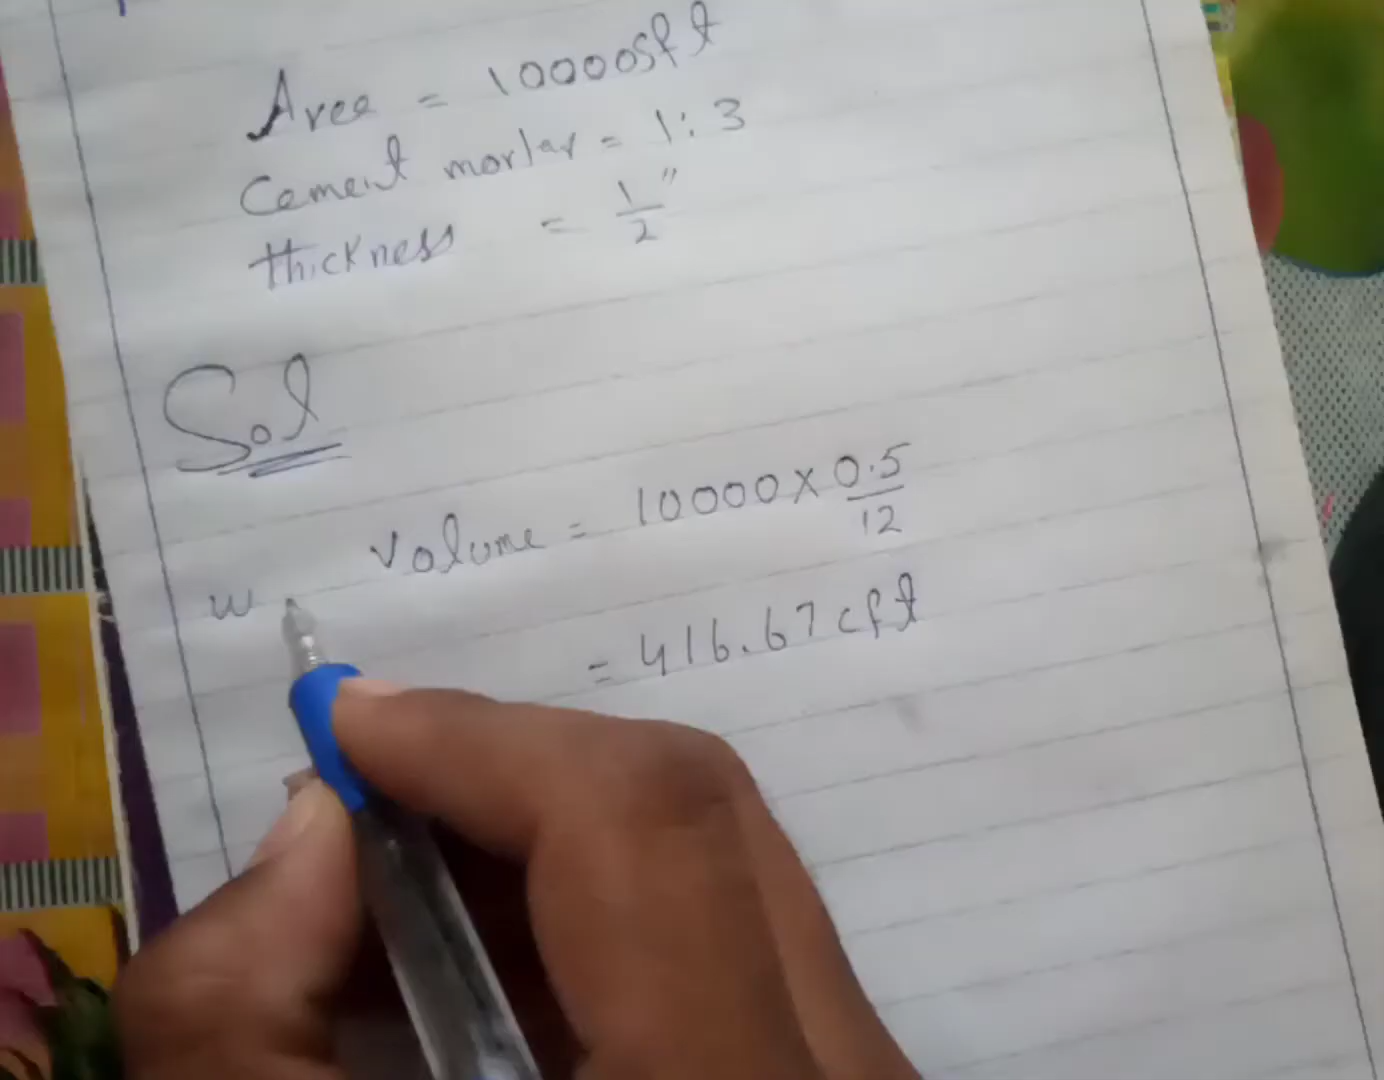 Area = 10000sft
Cement mortar = 1:3
thickness = 1/2"
Sol
Volume = 10000 x 0.5/12
w
= 416.67 cft